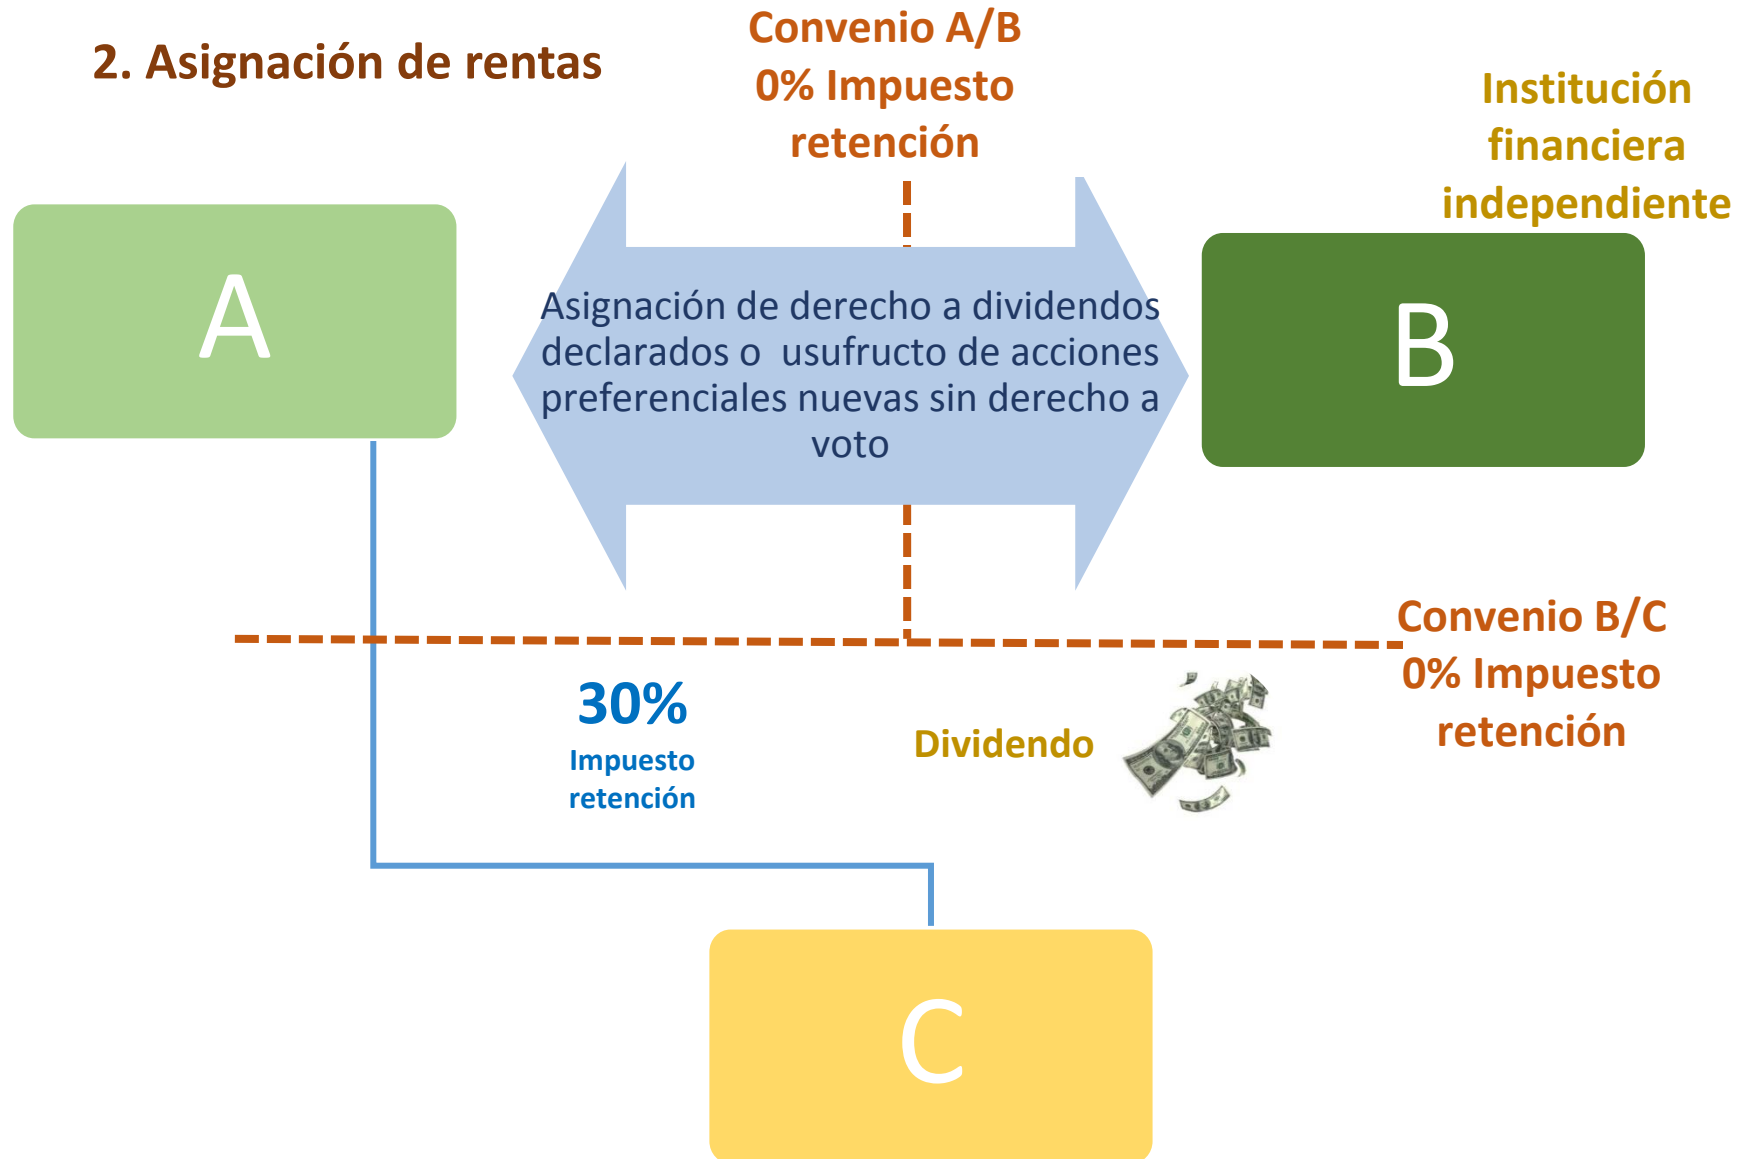 2. Asignación de rentas
Convenio A/B
0% Impuesto
retención
Institución
financiera
independiente
A
Asignación de derecho a dividendos
declarados o  usufructo de acciones
preferenciales nuevas sin derecho a
voto
B
Convenio B/C
0% Impuesto
retención
30%
Impuesto
retención
Dividendo
C